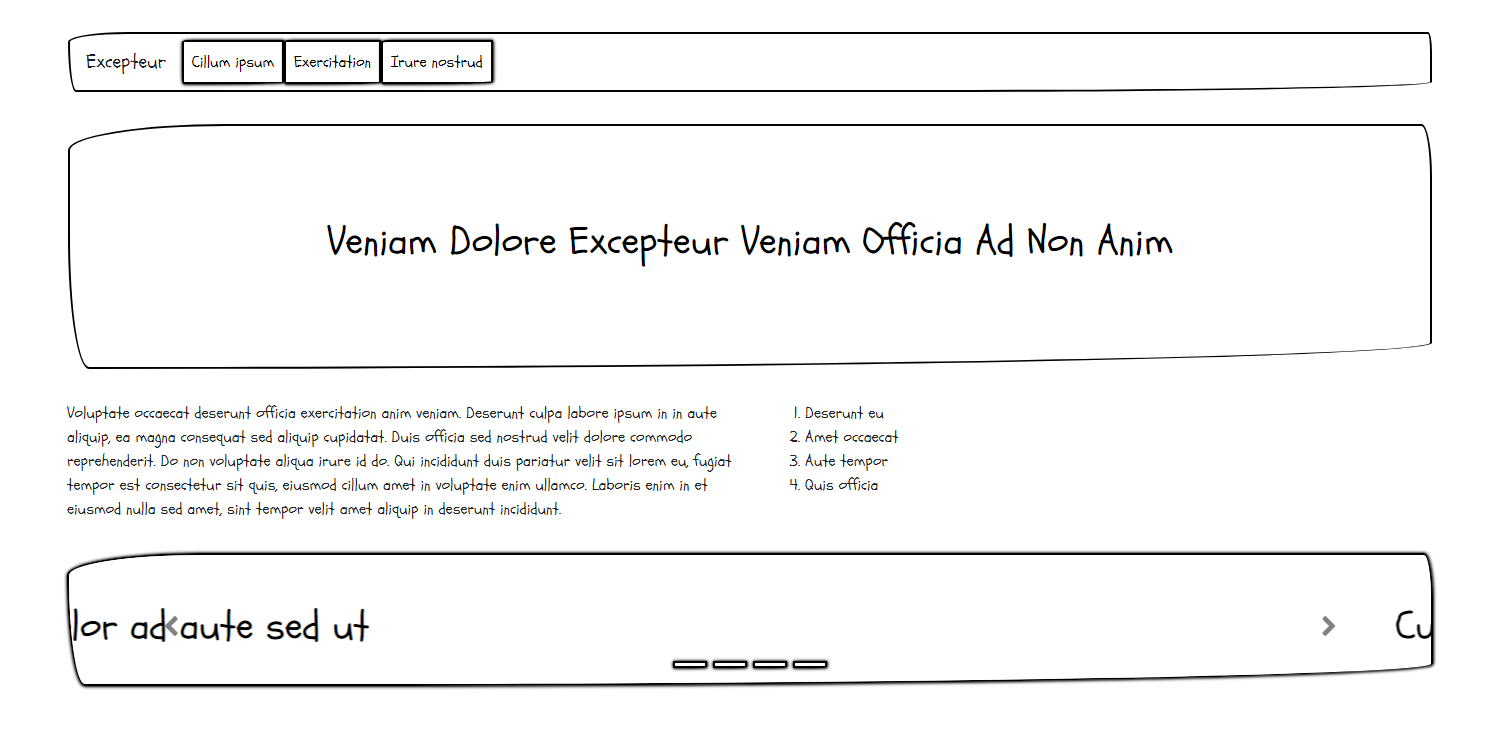 Excepteur Cillum ipsum Exercitation Irure nostrud
Veniam Dolore Excepteur Veniam Officia Ad Non Anim
Voluptate occaecat deserunt officia exercitation anim veniam. Deserunt culpa labore ipsum in in aute
aliquip, ea magna consequat sed aliquip cupidatat. Duis officia sed nostrud velit dolore commodo
reprehenderit. Do non voluptate aliqua irure id do. Qui incididunt duis pariatur velit sit lorem eu, fugiat
tempor est consectetur sit quis, eiusmod cillum amet in voluptate enim ullamco. Laboris enim in et
eiusmod nulla sed amet, sint tempor velit amet aliquip in deserunt incididunt.
1. Deserunt eu
2. Amet occaecat
3. Aute tempor
4. Quis officia
lor ad aute sed ut
Cu